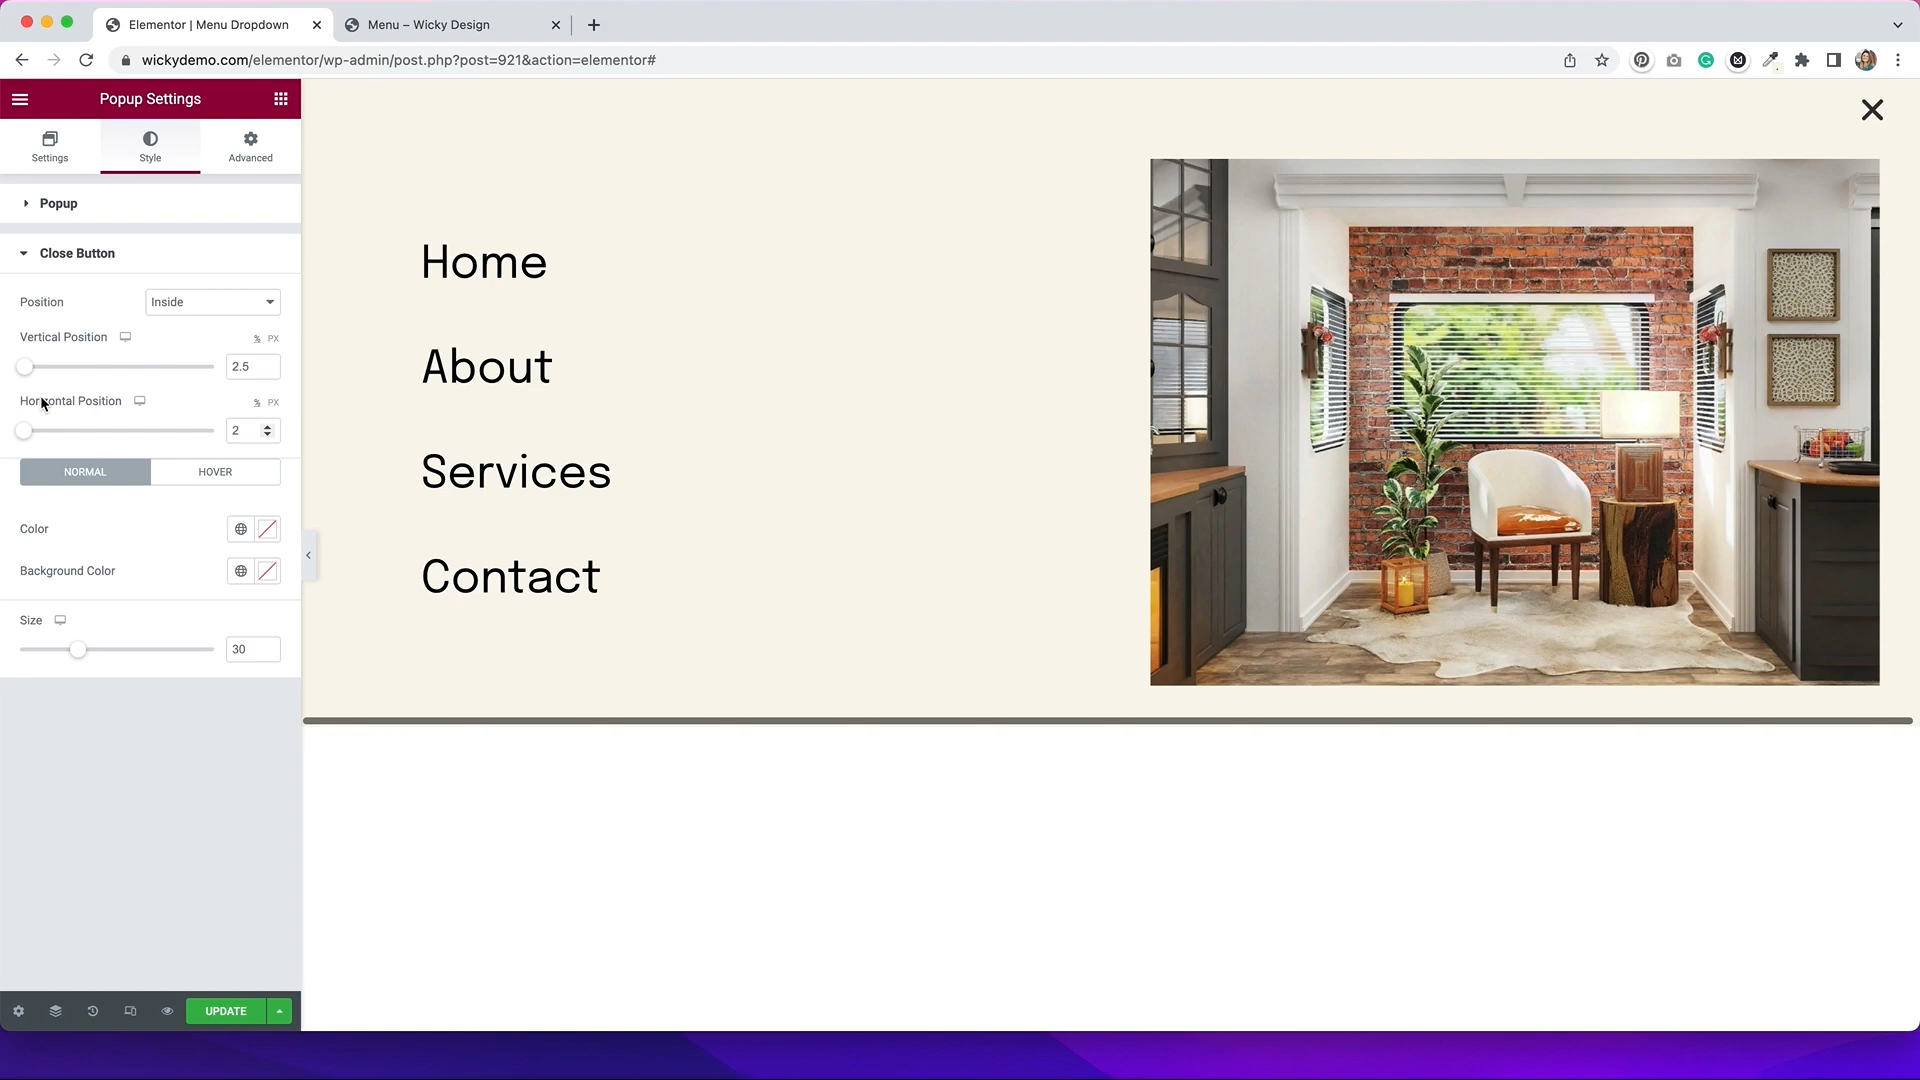 Elementor | Menu Dropdown
Menu – Wicky Design
wickydemo.com/elementor/wp-admin/post.php?post=921&action=elementor#
Popup Settings
Settings
Style
Advanced
Popup
Close Button
Position
Inside
Vertical Position
% PX
2.5
Horizontal Position
% PX
2
NORMAL
HOVER
Color
Background Color
Size
30
UPDATE
Home
About
Services
Contact